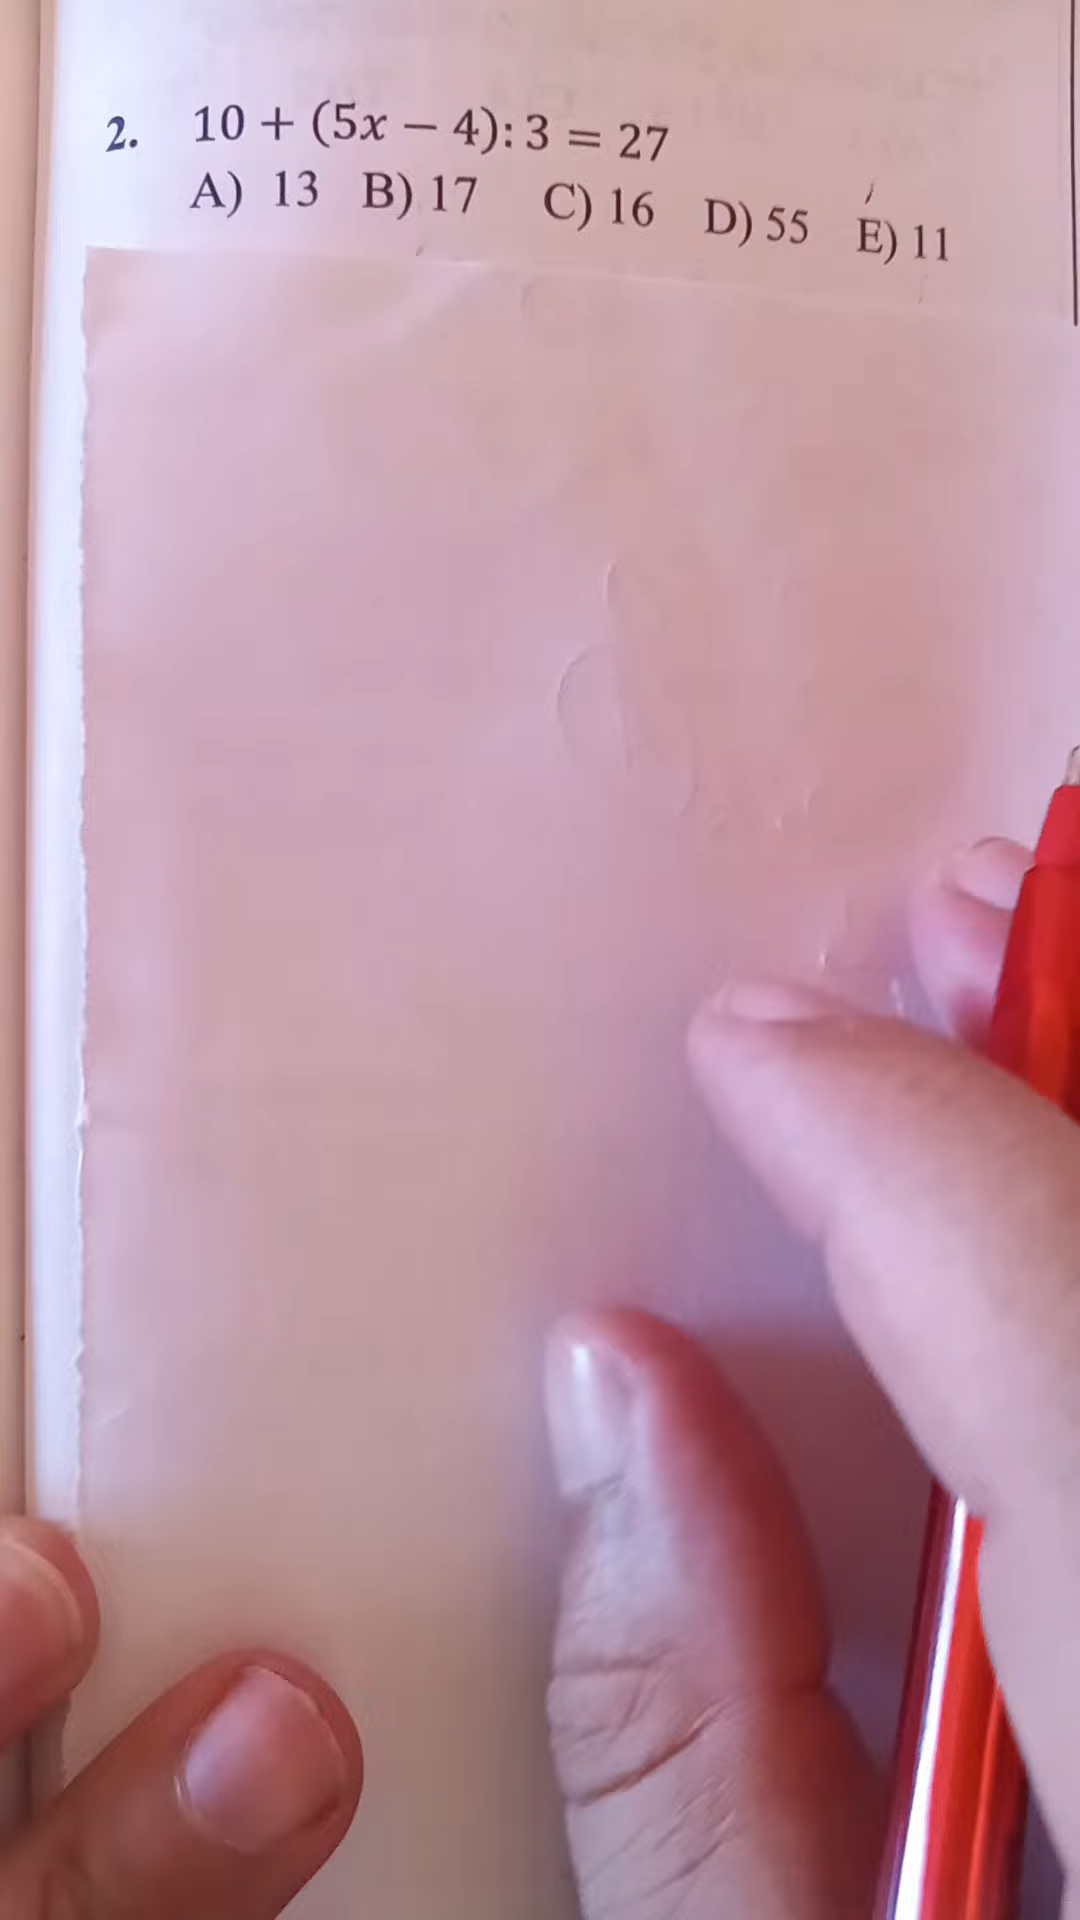 2. 10 + (5x − 4): 3 = 27
A) 13 B) 17 C) 16 D) 55 E) 11